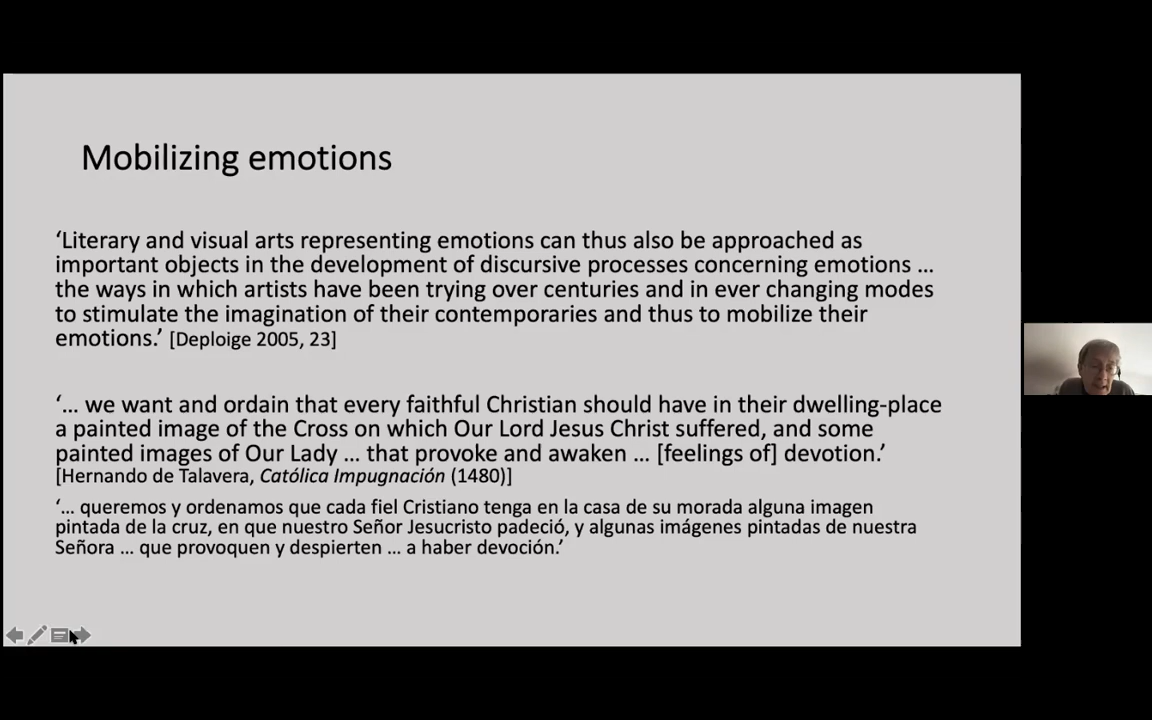 Mobilizing emotions
‘Literary and visual arts representing emotions can thus also be approached as
important objects in the development of discursive processes concerning emotions ...
the ways in which artists have been trying over centuries and in ever changing modes
to stimulate the imagination of their contemporaries and thus to mobilize their
emotions.’ [Deploige 2005, 23]
‘... we want and ordain that every faithful Christian should have in their dwelling-place
a painted image of the Cross on which Our Lord Jesus Christ suffered, and some
painted images of Our Lady ... that provoke and awaken ... [feelings of] devotion.’
[Hernando de Talavera, Católica Impugnación (1480)]
‘... queremos y ordenamos que cada fiel Cristiano tenga en la casa de su morada alguna imagen
pintada de la cruz, en que nuestro Señor Jesucristo padeció, y algunas imágenes pintadas de nuestra
Señora ... que provoquen y despierten ... a haber devoción.’